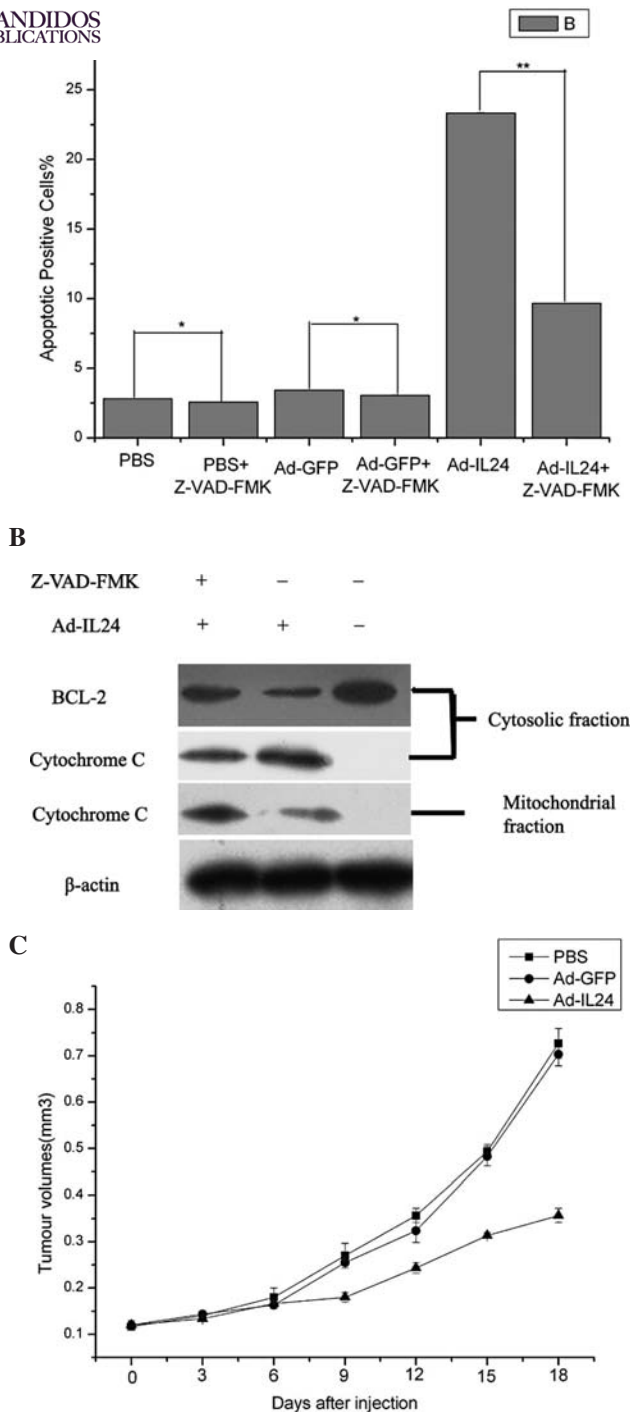 ANDIDOS
BLICATIONS
B
25
**
20
Apoptotic Positive Cells%
15
10
5
*
*
0
PBS
PBS+
Z-VAD-FMK
Ad-GFP
Ad-GFP+
Z-VAD-FMK
Ad-IL24
Ad-IL24+
Z-VAD-FMK
B
Z-VAD-FMK + − −
Ad-IL24 + + −
BCL-2
Cytosolic fraction
Cytochrome C
Cytochrome C
Mitochondrial
fraction
β-actin
C
PBS
Ad-GFP
Ad-IL24
0.8
0.7
0.6
0.5
0.4
0.3
0.2
0.1
Tumour volumes(mm3)
0 3 6 9 12 15 18
Days after injection